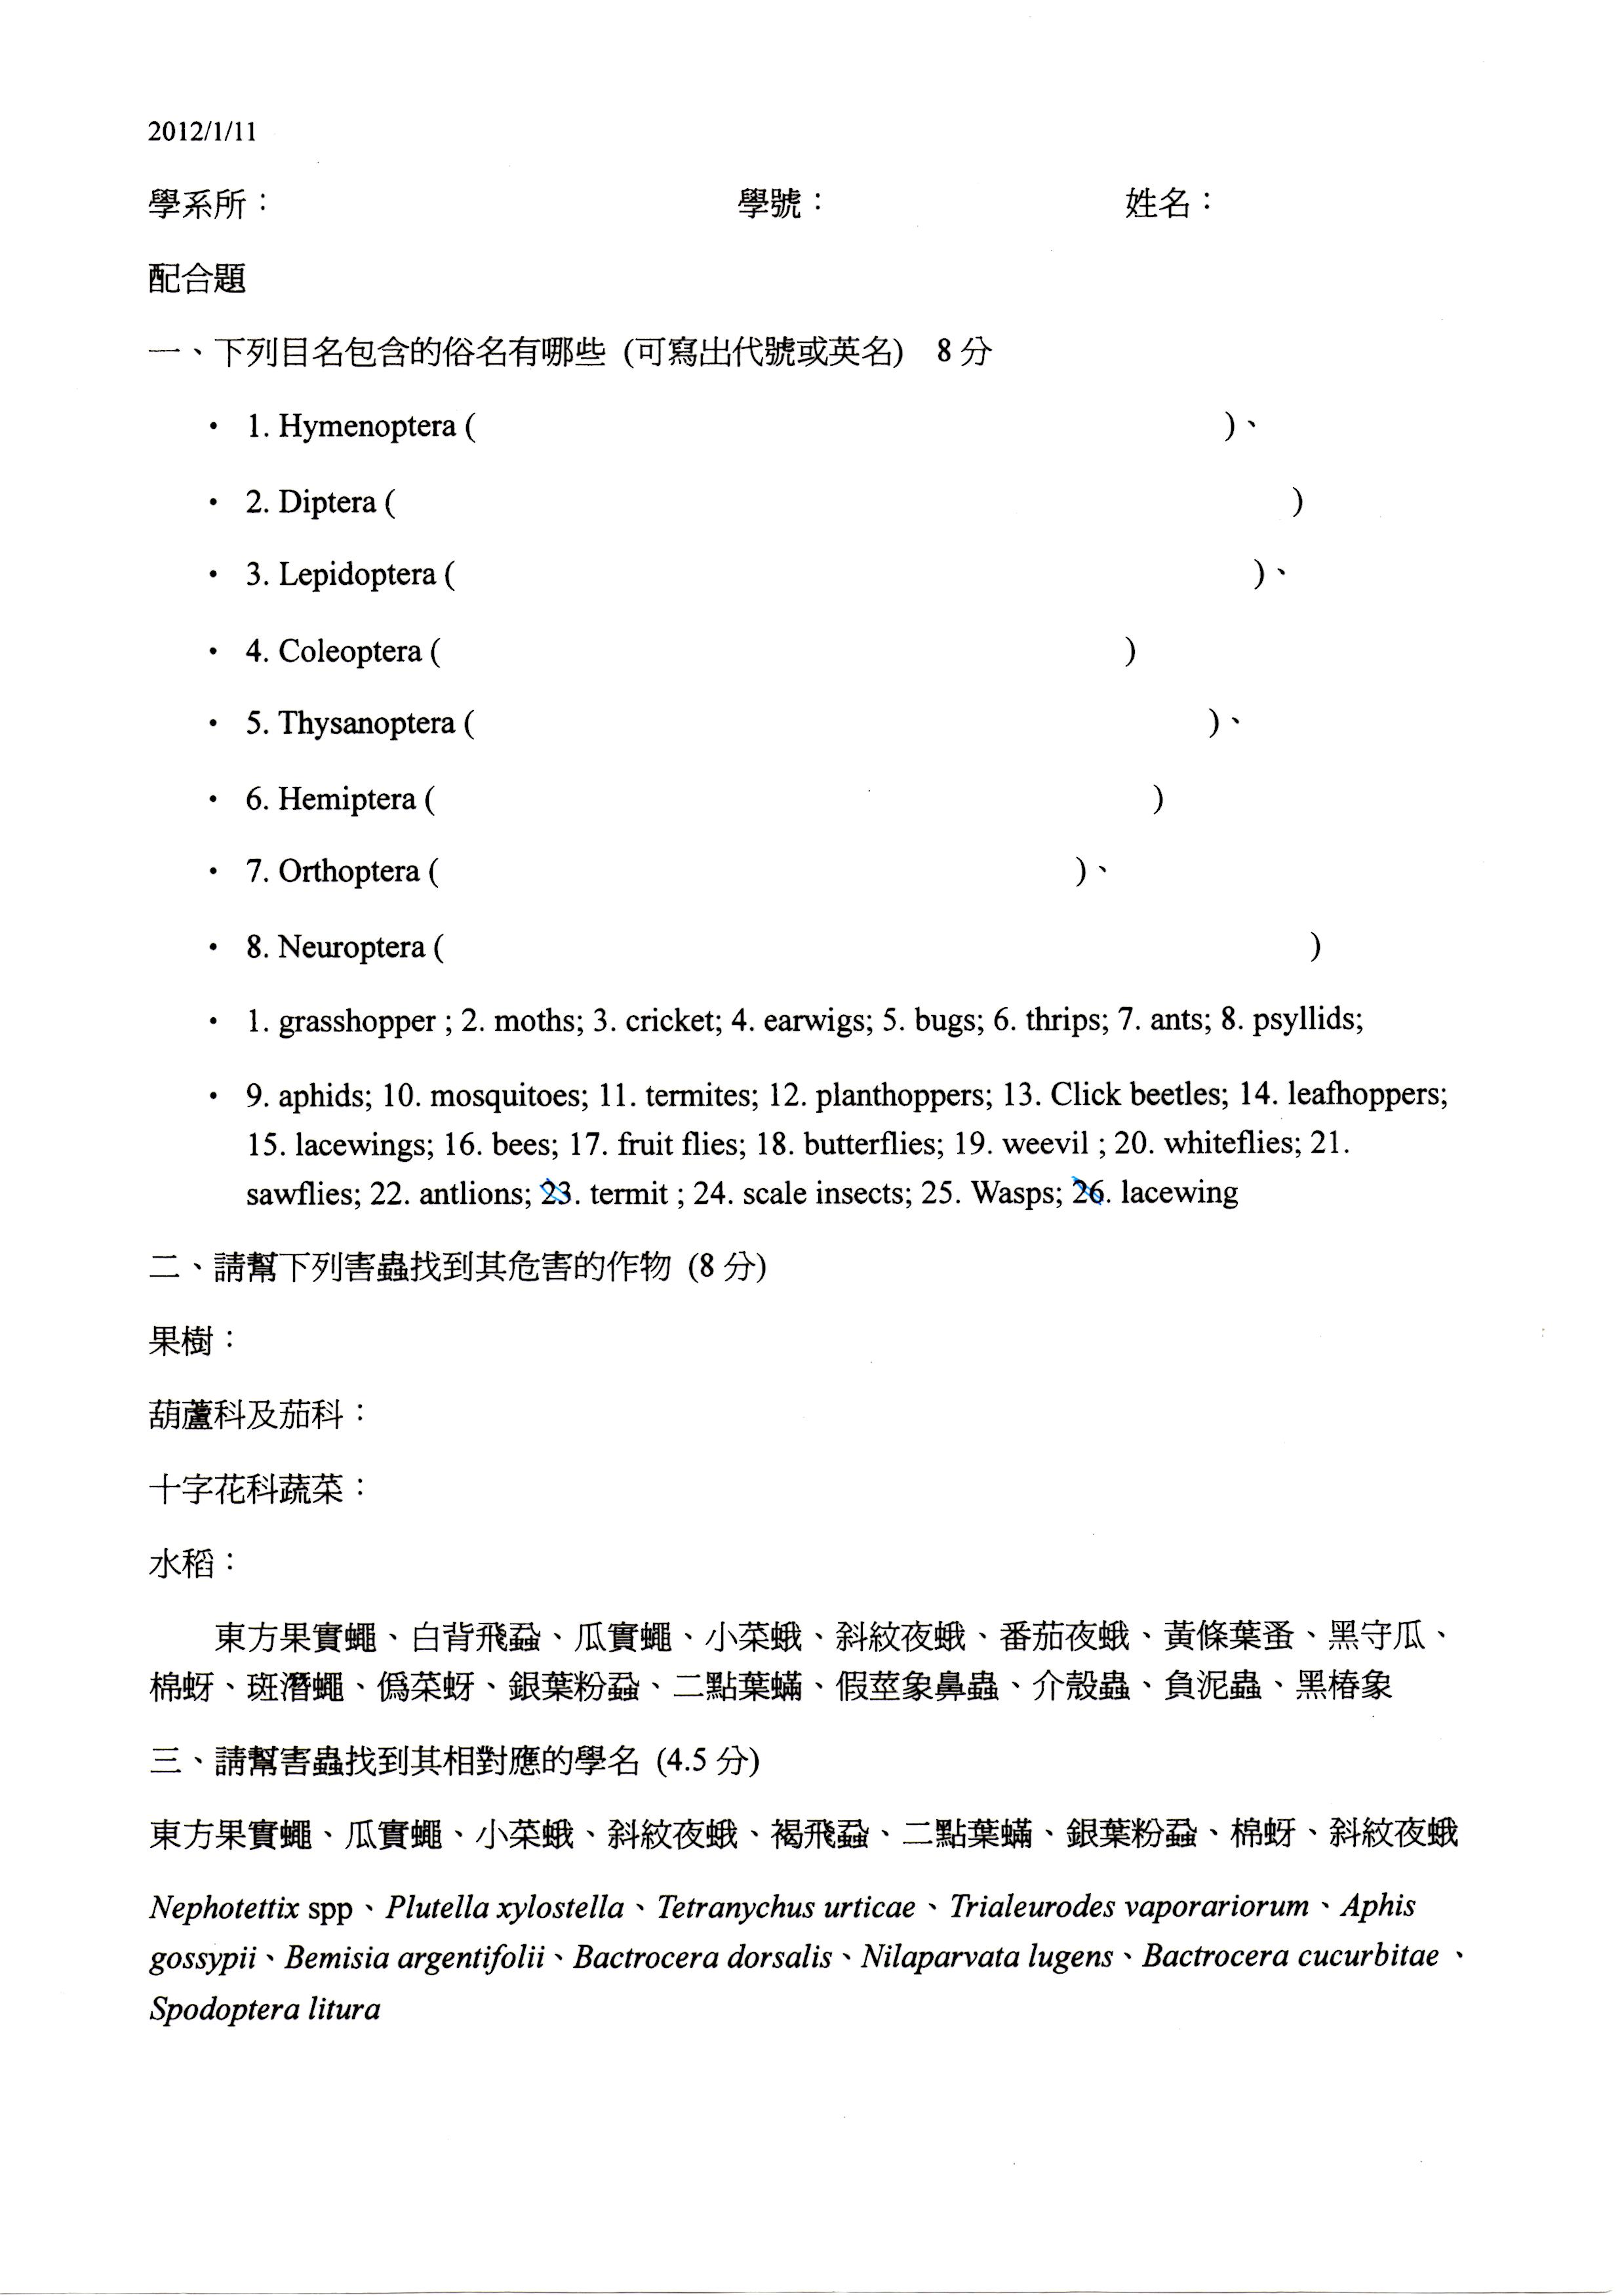 2012/1/11
學系所： 學號： 姓名：
配合題
一、下列目名包含的俗名有哪些 (可寫出代號或英名) 8 分
• 1. Hymenoptera ( )、
• 2. Diptera ( )
• 3. Lepidoptera ( )、
• 4. Coleoptera ( )
• 5. Thysanoptera ( )、
• 6. Hemiptera ( )
• 7. Orthoptera ( )、
• 8. Neuroptera ( )
• 1. grasshopper ; 2. moths; 3. cricket; 4. earwigs; 5. bugs; 6. thrips; 7. ants; 8. psyllids;
• 9. aphids; 10. mosquitoes; 11. termites; 12. planthoppers; 13. Click beetles; 14. leafhoppers;
15. lacewings; 16. bees; 17. fruit flies; 18. butterflies; 19. weevil ; 20. whiteflies; 21.
sawflies; 22. antlions; 23. termit ; 24. scale insects; 25. Wasps; 26. lacewing
二、請幫下列害蟲找到其危害的作物 (8 分)
果樹：
葫蘆科及茄科：
十字花科蔬菜：
水稻：
東方果實蠅、白背飛蝨、瓜實蠅、小菜蛾、斜紋夜蛾、番茄夜蛾、黃條葉蚤、黑守瓜、
棉蚜、斑潛蠅、偽菜蚜、銀葉粉蝨、二點葉蟎、假莖象鼻蟲、介殼蟲、負泥蟲、黑椿象
三、請幫害蟲找到其相對應的學名 (4.5 分)
東方果實蠅、瓜實蠅、小菜蛾、斜紋夜蛾、褐飛蝨、二點葉蟎、銀葉粉蝨、棉蚜、斜紋夜蛾
Nephotettix spp、Plutella xylostella、Tetranychus urticae、Trialeurodes vaporariorum、Aphis
gossypii、Bemisia argentifolii、Bactrocera dorsalis、Nilaparvata lugens、Bactrocera cucurbitae 、
Spodoptera litura